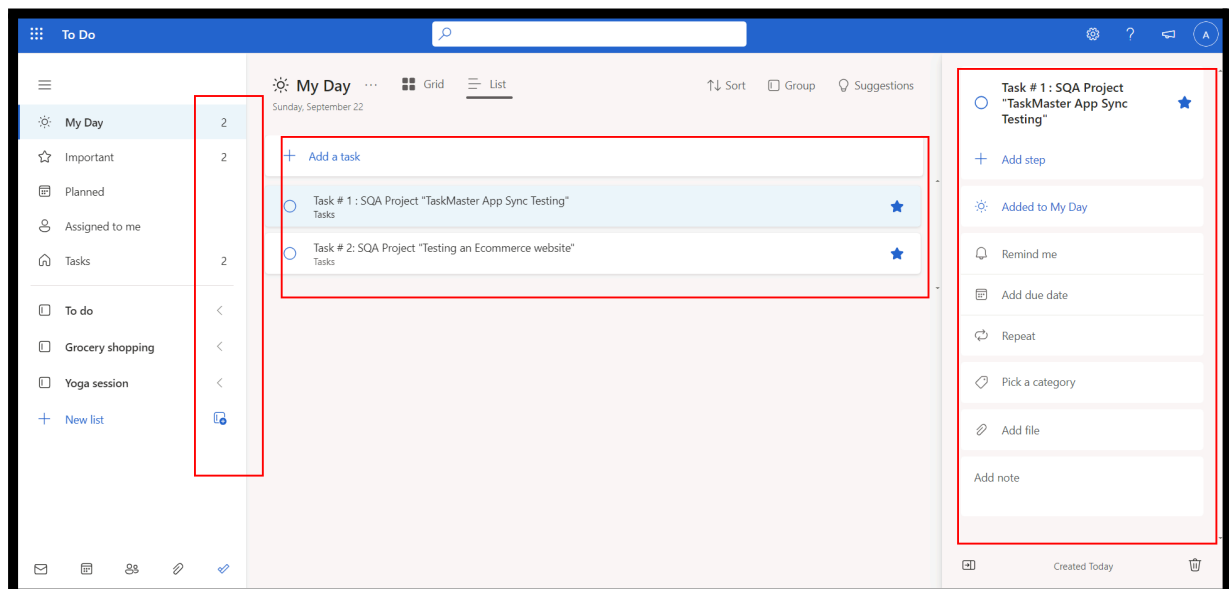 To Do
A
My Day
2
Important
2
Planned
Assigned to me
Tasks
2
To do
Grocery shopping
Yoga session
New list
My Day ... Grid List
Sunday, September 22
Sort Group Suggestions
Add a task
Task # 1 : SQA Project "TaskMaster App Sync Testing"
Tasks
Task # 2: SQA Project "Testing an Ecommerce website"
Tasks
Task # 1 : SQA Project
"TaskMaster App Sync
Testing"
Add step
Added to My Day
Remind me
Add due date
Repeat
Pick a category
Add file
Add note
Created Today